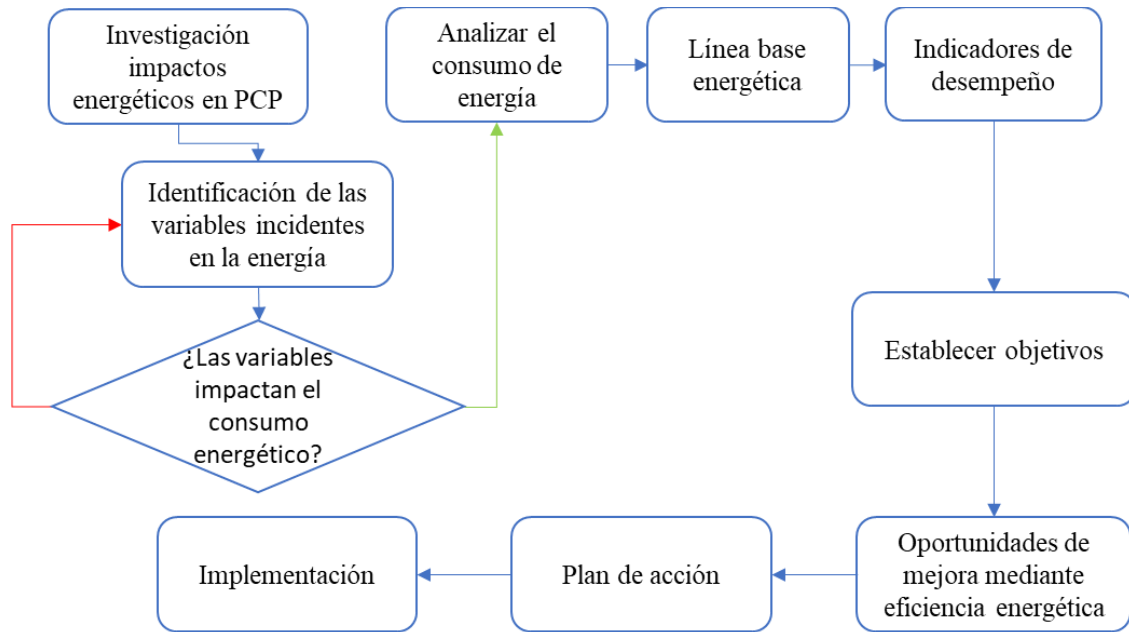 Investigación
impactos
energéticos en PCP
Identificación de las
variables incidentes
en la energía
¿Las variables
impactan el
consumo
energético?
Analizar el
consumo de
energía
Línea base
energética
Indicadores de
desempeño
Establecer objetivos
Oportunidades de
mejora mediante
eficiencia energética
Plan de acción
Implementación